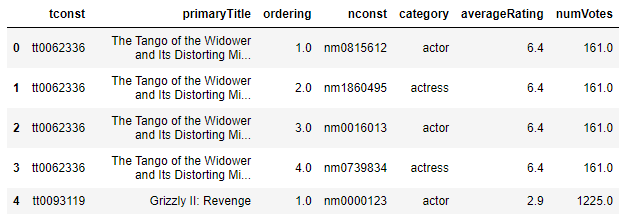 tconst primaryTitle ordering nconst category averageRating numVotes
0 tt0062336 The Tango of the Widower and Its Distorting Mi... 1.0 nm0815612 actor 6.4 161.0
1 tt0062336 The Tango of the Widower and Its Distorting Mi... 2.0 nm1860495 actress 6.4 161.0
2 tt0062336 The Tango of the Widower and Its Distorting Mi... 3.0 nm0016013 actor 6.4 161.0
3 tt0062336 The Tango of the Widower and Its Distorting Mi... 4.0 nm0739834 actress 6.4 161.0
4 tt0093119 Grizzly II: Revenge 1.0 nm0000123 actor 2.9 1225.0